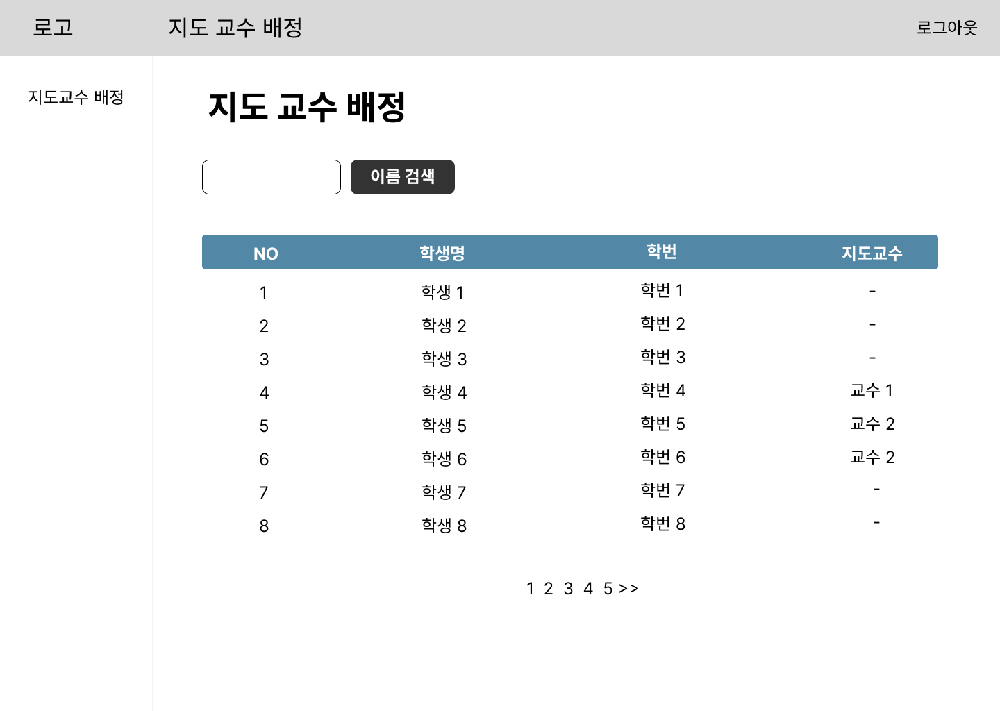 로고 지도 교수 배정 로그아웃
지도교수 배정
지도 교수 배정
이름 검색
NO 학생명 학번 지도교수
1 학생 1 학번 1 -
2 학생 2 학번 2 -
3 학생 3 학번 3 -
4 학생 4 학번 4 교수 1
5 학생 5 학번 5 교수 2
6 학생 6 학번 6 교수 2
7 학생 7 학번 7 -
8 학생 8 학번 8 -
1 2 3 4 5 >>